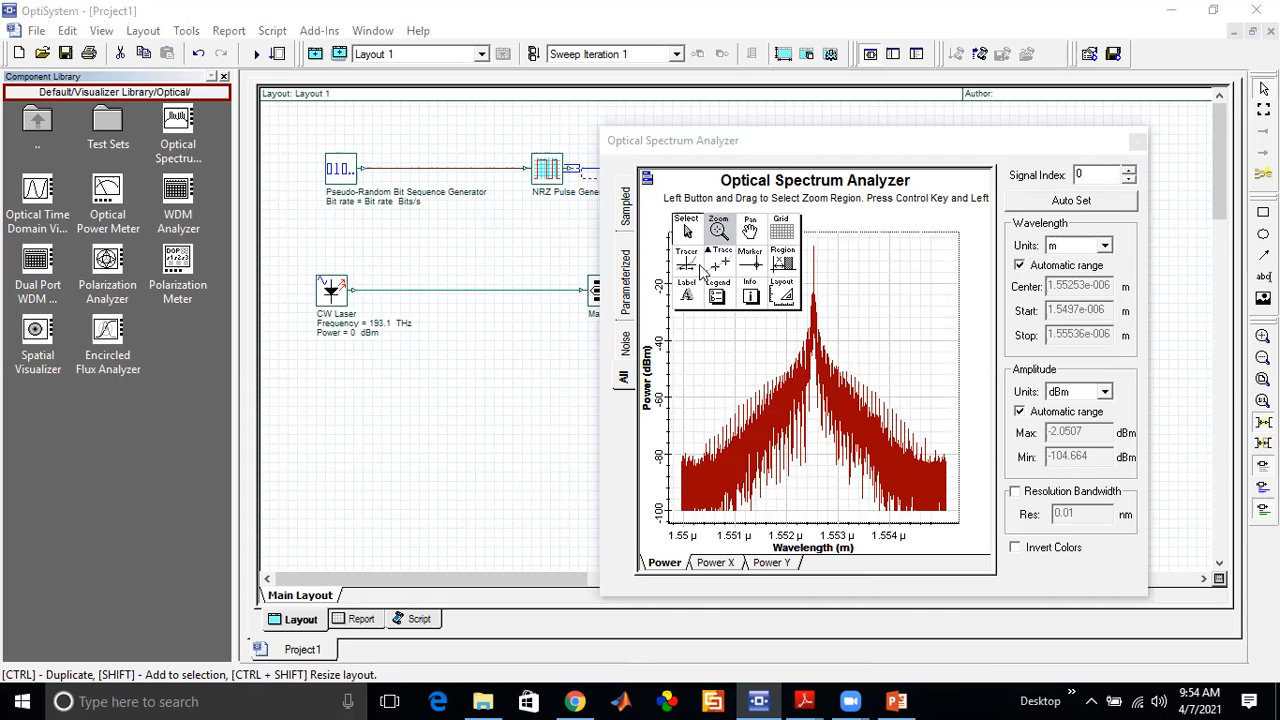 OptiSystem - [Project1]
File Edit View Layout Tools Report Script Add-Ins Window Help
Layout 1
Sweep Iteration 1
Component Library
Default/Visualizer Library/Optical/
..
Test Sets
Optical Spectru...
Optical Time Domain Vi...
Optical Power Meter
WDM Analyzer
Dual Port WDM ...
Polarization Analyzer
DOP
Polarization Meter
Spatial Visualizer
Encircled Flux Analyzer
Layout: Layout 1
Author:
010..
Pseudo-Random Bit Sequence Generator
Bit rate = Bit rate Bits/s
NRZ Pulse Gene
CW Laser
Frequency = 193.1 THz
Power = 0 dBm
Ma
Optical Spectrum Analyzer
Sampled
Parameterized
Noise
All
Optical Spectrum Analyzer
Left Button and Drag to Select Zoom Region. Press Control Key and Left
Select Zoom Pan Grid
Tracer Trace Marker Region
Label Legend Info Layout
Power (dBm)
-20
-40
-60
-80
-100
1.55 µ 1.551 µ 1.552 µ 1.553 µ 1.554 µ
Wavelength (m)
Power Power X Power Y
Signal Index: 0
Auto Set
Wavelength
Units: m
Automatic range
Center: 1.55253e-006 m
Start: 1.5497e-006 m
Stop: 1.55536e-006 m
Amplitude
Units: dBm
Automatic range
Max: -2.0507 dBm
Min: -104.664 dBm
Resolution Bandwidth
Res: 0.01 nm
Invert Colors
Main Layout
Layout Report Script
Project1
[CTRL] - Duplicate, [SHIFT] - Add to selection, [CTRL + SHIFT] Resize layout.
Type here to search
Desktop
9:54 AM
4/7/2021